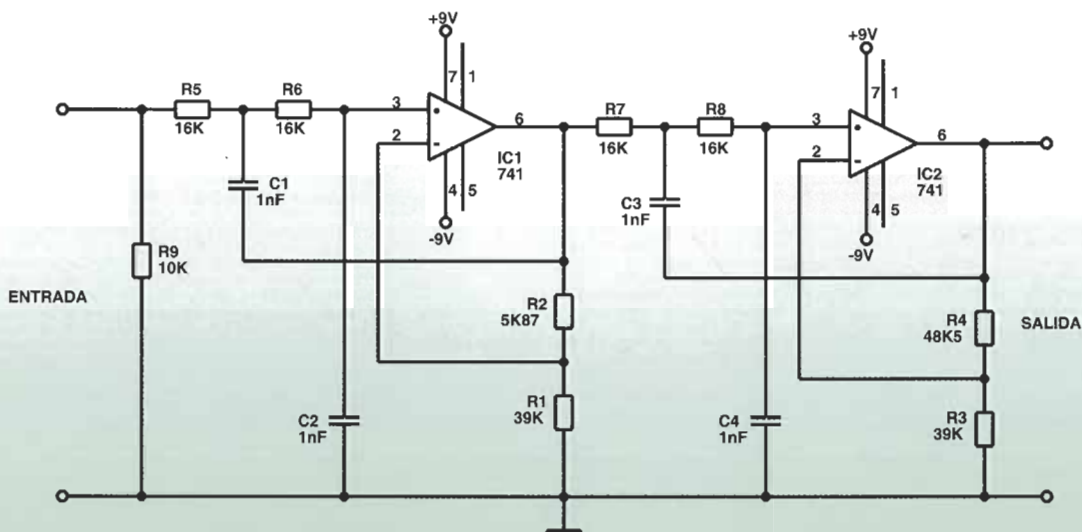 +9V
7 1
R5
16K
R6
16K
3
2
6
IC1
741
4 5
-9V
C1
1nF
R9
10K
ENTRADA
R2
5K87
R1
39K
C2
1nF
+9V
7 1
R7
16K
R8
16K
3
2
6
IC2
741
4 5
-9V
C3
1nF
R4
48K5
SALIDA
R3
39K
C4
1nF